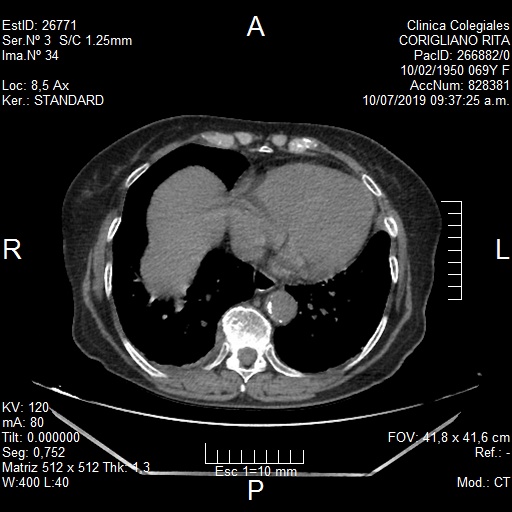 EstID: 26771
Ser.Nº 3 S/C 1.25mm
Ima.Nº 34
Loc: 8,5 Ax
Ker.: STANDARD
A
Clinica Colegiales
CORIGLIANO RITA
PacID: 266882/0
10/02/1950 069Y F
AccNum: 828381
10/07/2019 09:37:25 a.m.
R
L
KV: 120
mA: 80
Tilt: 0.000000
Seg: 0,752
Matriz 512 x 512 Thk: 1.3
W:400 L:40
Esc 1=10 mm
P
FOV: 41,8 x 41,6 cm
Ref.: -
Mod.: CT